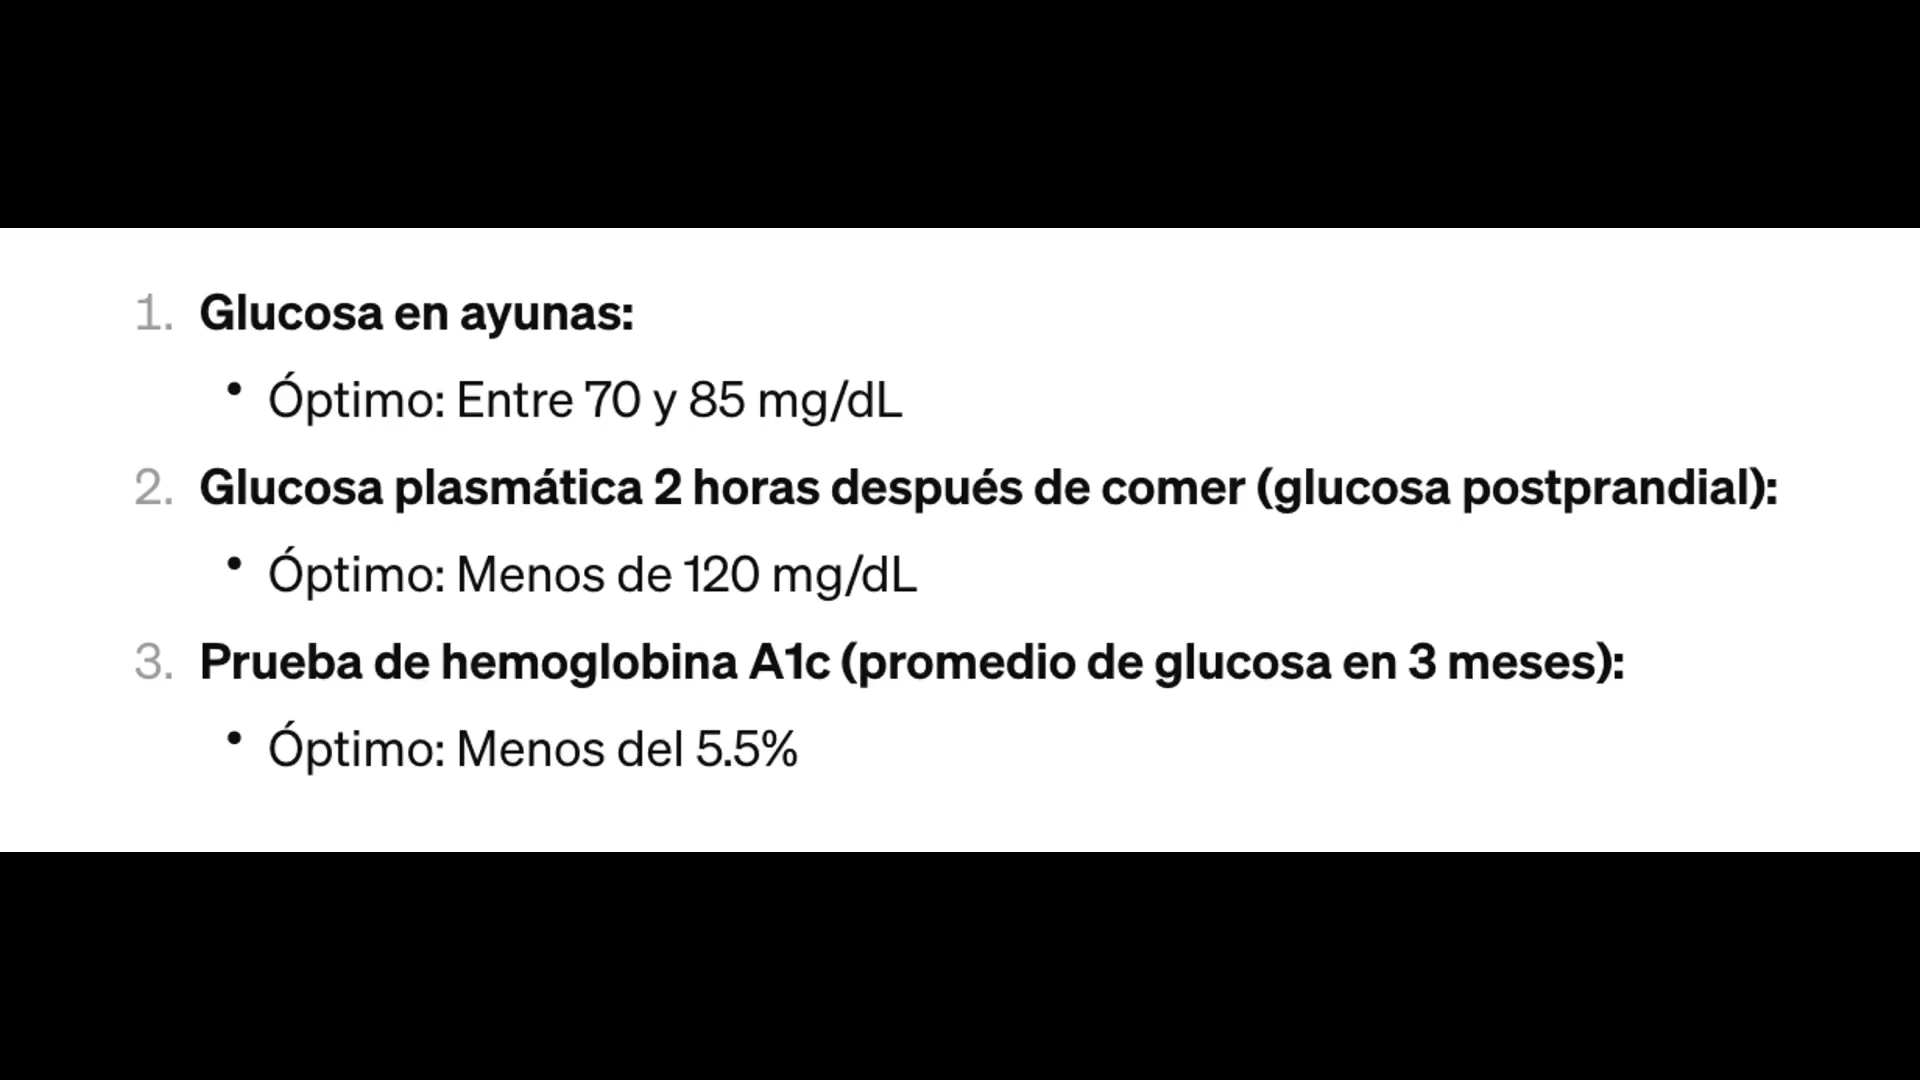 1. Glucosa en ayunas:
• Óptimo: Entre 70 y 85 mg/dL
2. Glucosa plasmática 2 horas después de comer (glucosa postprandial):
• Óptimo: Menos de 120 mg/dL
3. Prueba de hemoglobina A1c (promedio de glucosa en 3 meses):
• Óptimo: Menos del 5.5%